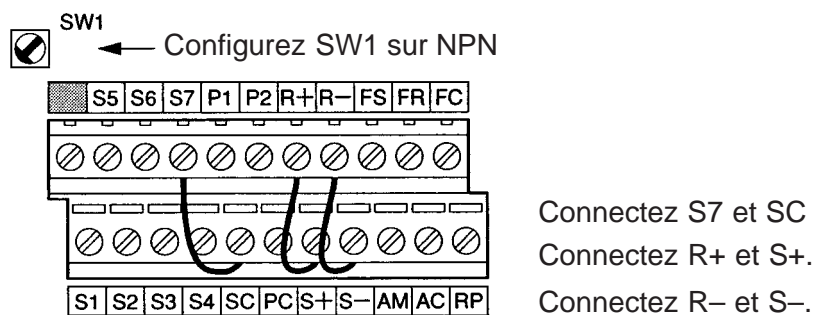 SW1
Configurez SW1 sur NPN
S5 S6 S7 P1 P2 R+ R− FS FR FC
Connectez S7 et SC
Connectez R+ et S+.
S1 S2 S3 S4 SC PC S+ S− AM AC RP
Connectez R– et S–.